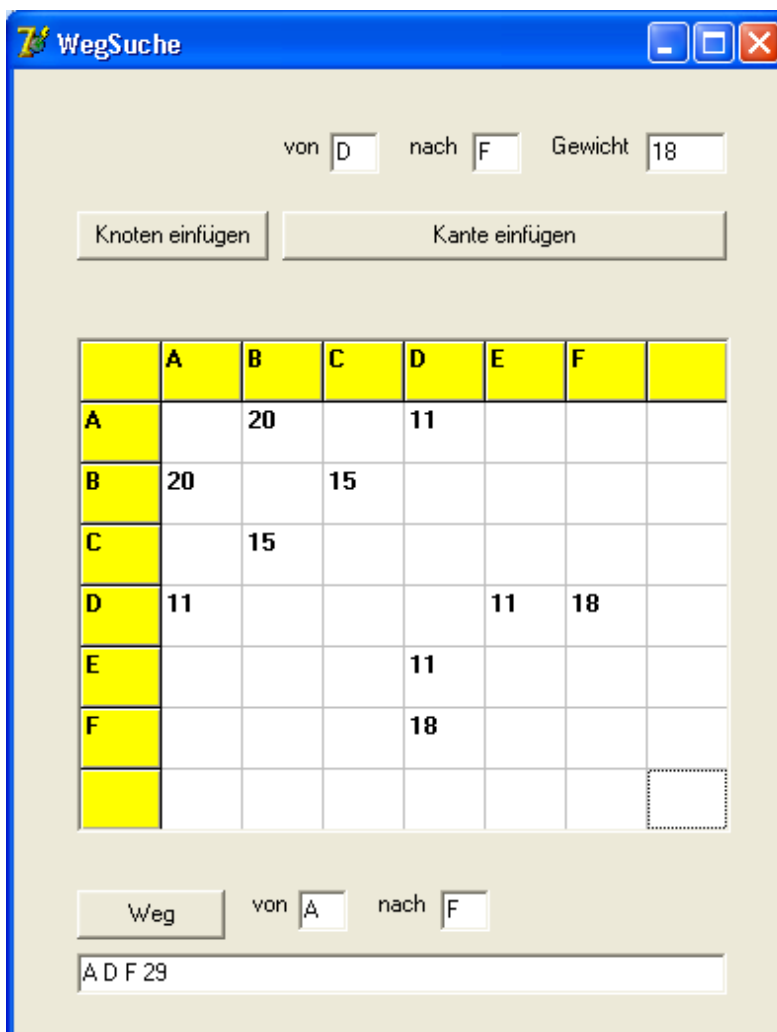 WegSuche
von D nach F Gewicht 18
Knoten einfügen Kante einfügen
A B C D E F
A 20 11
B 20 15
C 15
D 11 11 18
E 11
F 18
Weg von A nach F
A D F 29